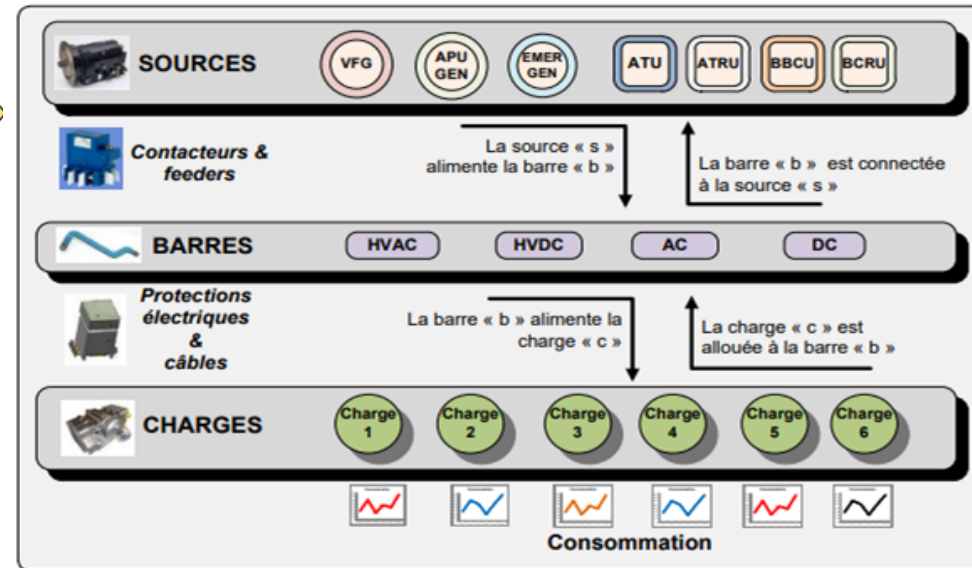 SOURCES
VFG
APU
GEN
EMER
GEN
ATU
ATRU
BBCU
BCRU
Contacteurs &
feeders
La source « s »
alimente la barre « b »
La barre « b » est connectée
à la source « s »
BARRES
HVAC
HVDC
AC
DC
Protections
électriques
&
câbles
La barre « b » alimente la
charge « c »
La charge « c » est
allouée à la barre « b »
CHARGES
Charge
1
Charge
2
Charge
3
Charge
4
Charge
5
Charge
6
Consommation